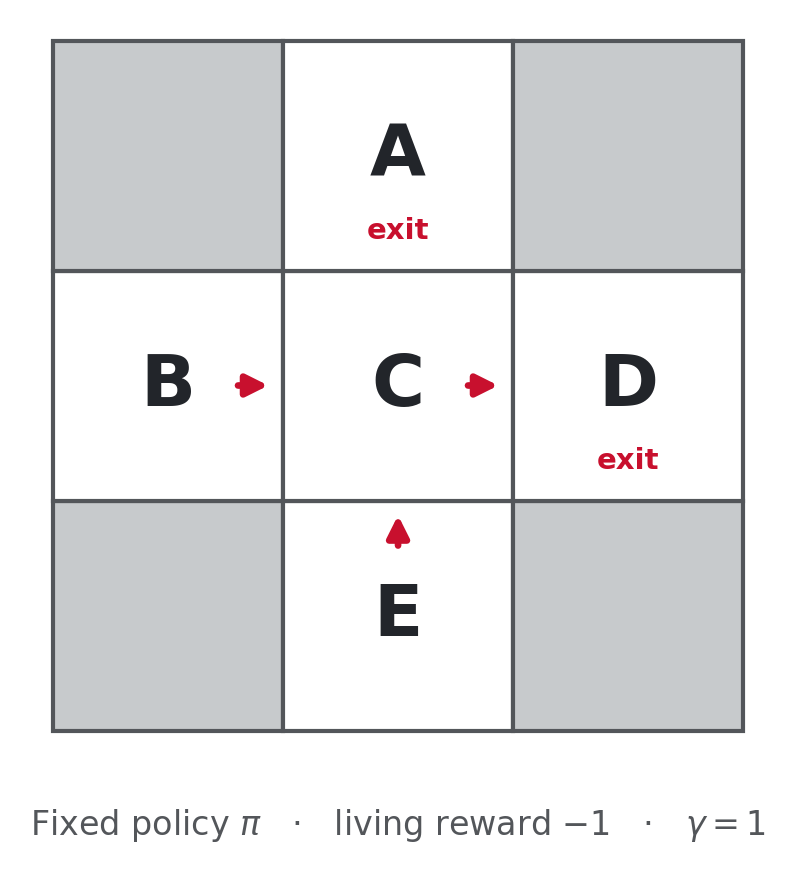 A
exit
B C D
exit
E
Fixed policy π · living reward −1 · γ = 1